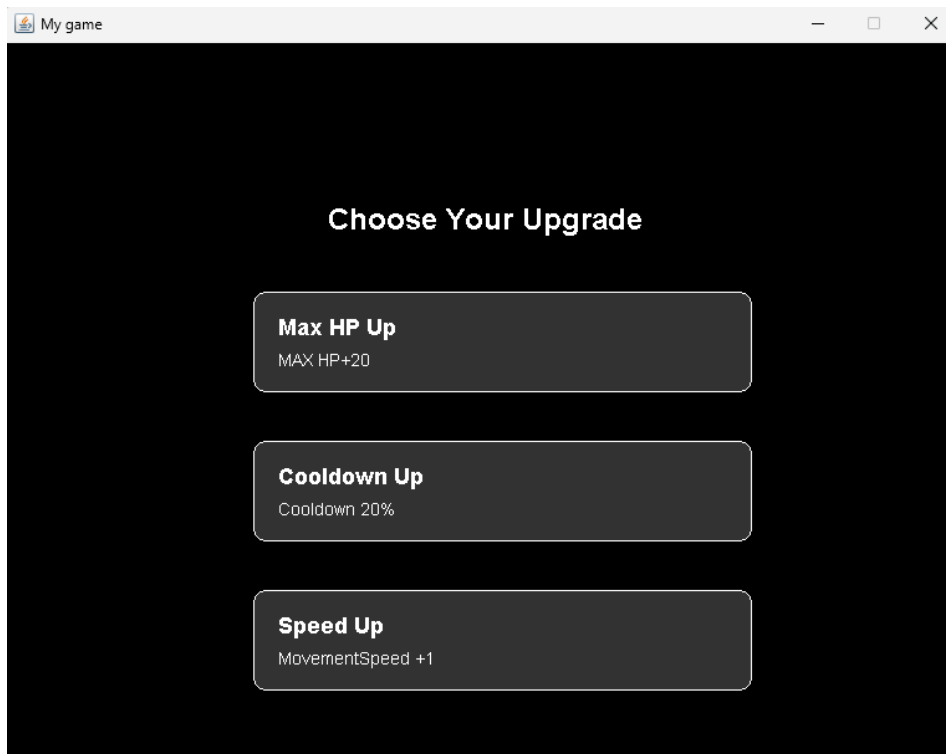 My game
Choose Your Upgrade
Max HP Up
MAX HP+20
Cooldown Up
Cooldown 20%
Speed Up
MovementSpeed +1